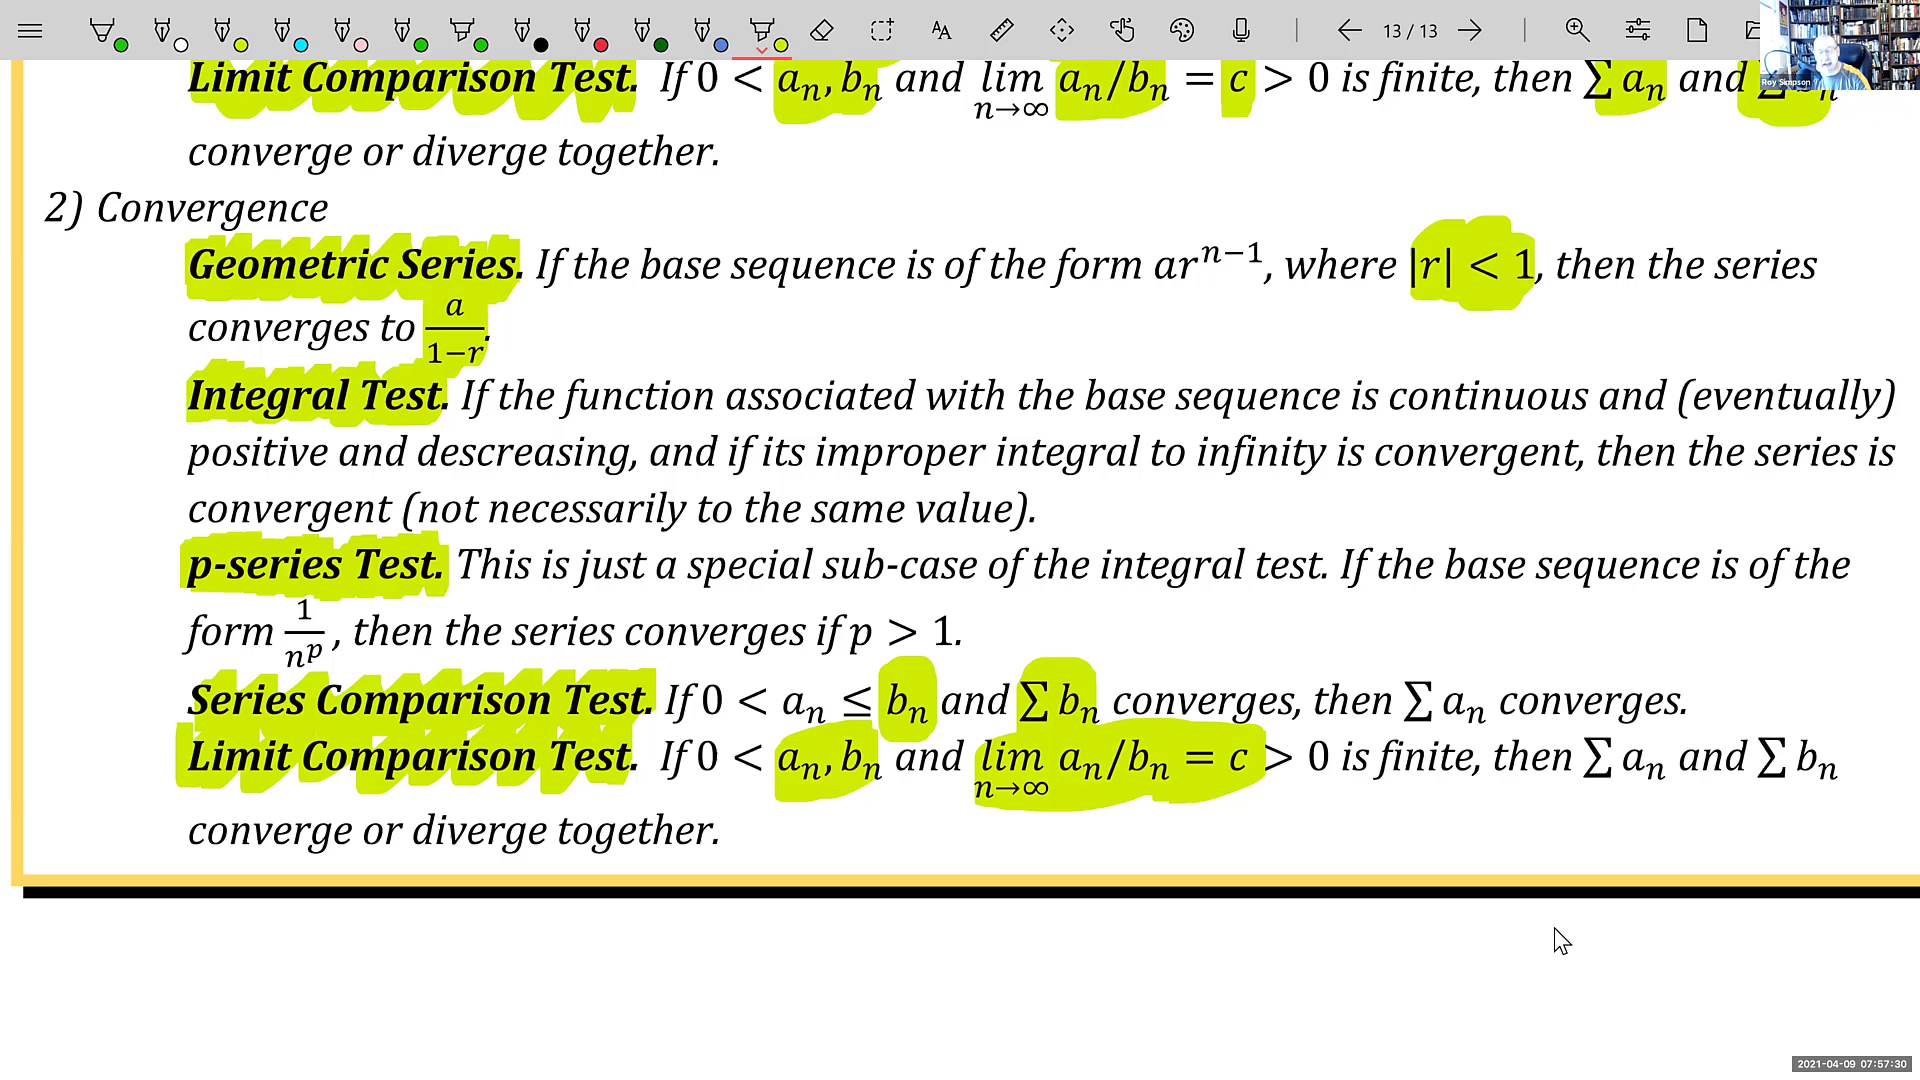 13 / 13
Roy Simpson
Limit Comparison Test. If 0 < aₙ, bₙ and lim n→∞ aₙ/bₙ = c > 0 is finite, then ∑ aₙ and ∑ bₙ
converge or diverge together.
2) Convergence
Geometric Series. If the base sequence is of the form arⁿ⁻¹, where |r| < 1, then the series
converges to a/(1−r).
Integral Test. If the function associated with the base sequence is continuous and (eventually)
positive and descreasing, and if its improper integral to infinity is convergent, then the series is
convergent (not necessarily to the same value).
p-series Test. This is just a special sub-case of the integral test. If the base sequence is of the
form 1/nᵖ, then the series converges if p > 1.
Series Comparison Test. If 0 < aₙ ≤ bₙ and ∑ bₙ converges, then ∑ aₙ converges.
Limit Comparison Test. If 0 < aₙ, bₙ and lim n→∞ aₙ/bₙ = c > 0 is finite, then ∑ aₙ and ∑ bₙ
converge or diverge together.
2021-04-09 07:57:30